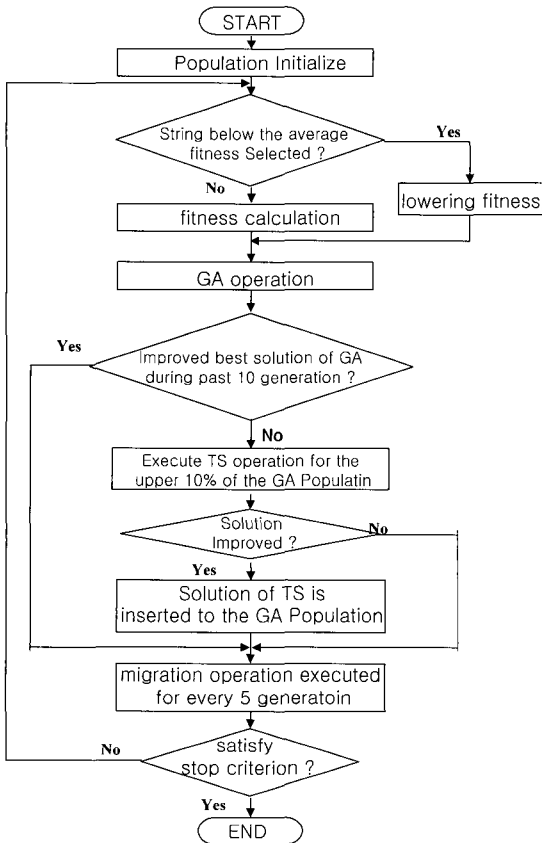 START
Population Initialize
String below the average
fitness Selected ?
Yes
No
lowering fitness
fitness calculation
GA operation
Yes
Improved best solution of GA
during past 10 generation ?
No
Execute TS operation for the
upper 10% of the GA Populatin
Solution
Improved ?
No
Yes
Solution of TS is
inserted to the GA Population
migration operation executed
for every 5 generatoin
No
satisfy
stop criterion ?
Yes
END